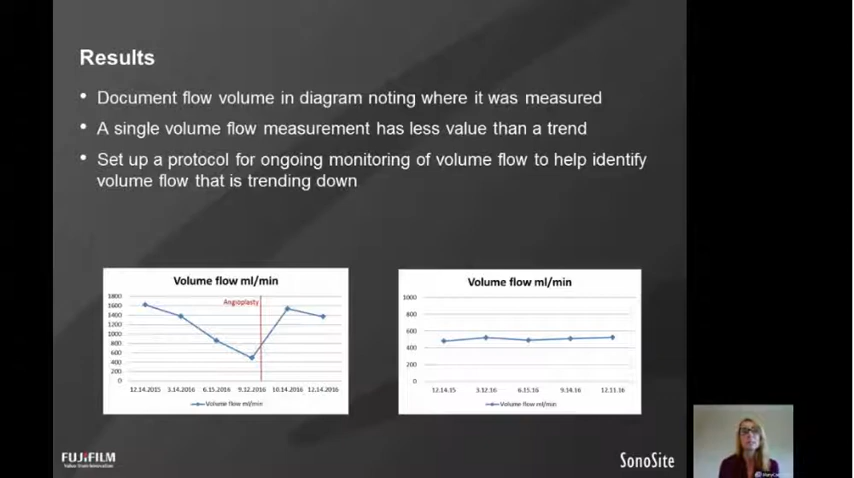 Results
• Document flow volume in diagram noting where it was measured
• A single volume flow measurement has less value than a trend
• Set up a protocol for ongoing monitoring of volume flow to help identify
volume flow that is trending down
Volume flow ml/min
Angioplasty
1800
1600
1400
1200
1000
800
600
400
200
0
12.14.2015 3.14.2016 6.15.2016 9.12.2016 10.14.2016 12.14.2016
Volume flow ml/min
Volume flow ml/min
1000
800
600
400
200
0
12.14.15 3.12.16 6.15.16 9.14.16 12.11.16
Volume flow ml/min
FUJIFILM
Value from Innovation
SonoSite